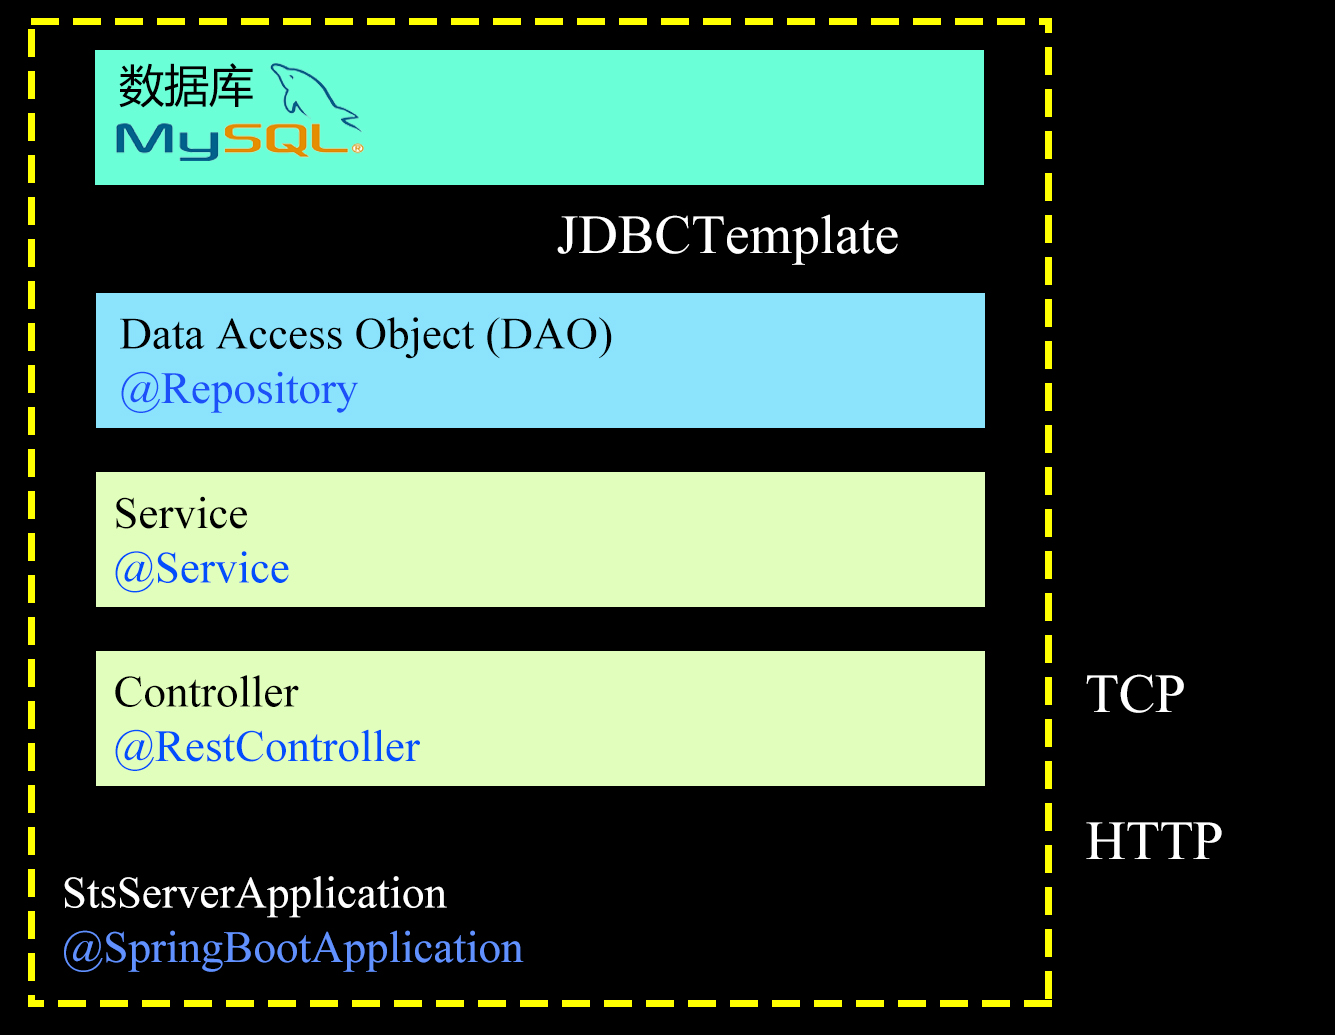 数据库
MySQL®
JDBCTemplate
Data Access Object (DAO)
@Repository
Service
@Service
Controller
@RestController
TCP
HTTP
StsServerApplication
@SpringBootApplication